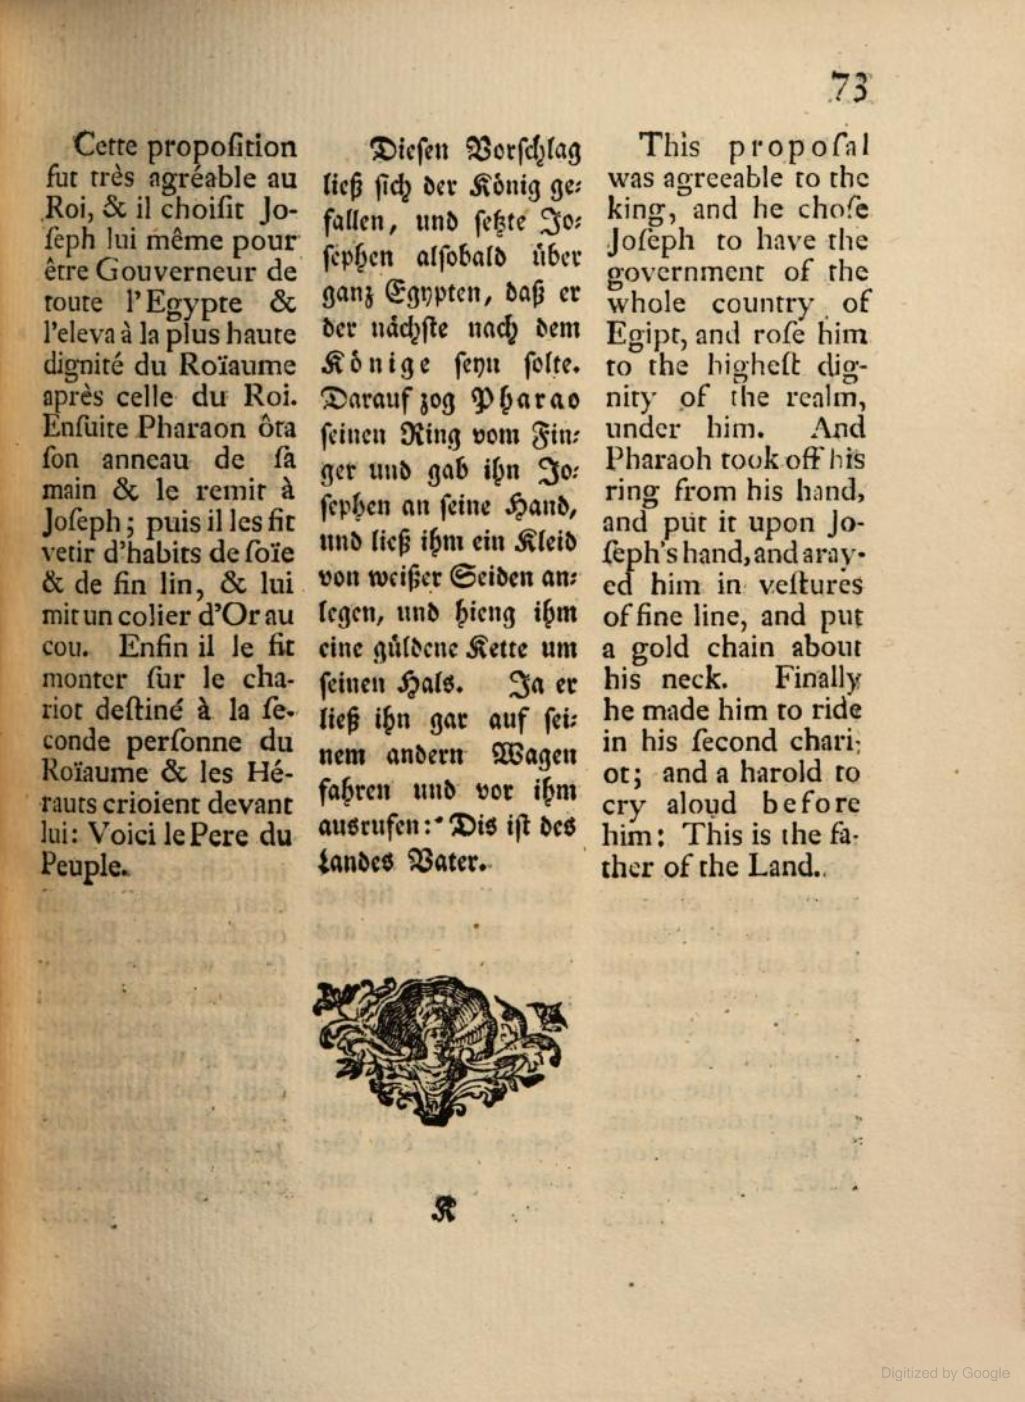 73
Cette propoſition
fut très agréable au
Roi, & il choiſit Jo-
ſeph lui même pour
être Gouverneur de
toute l'Egypte &
l'eleva à la plus haute
dignité du Roïaume
après celle du Roi.
Enſuite Pharaon ôta
ſon anneau de ſa
main & le remit à
Joſeph; puis il les fit
vetir d'habits de ſoïe
& de fin lin, & lui
mit un colier d'Or au
cou. Enfin il le fit
monter ſur le cha-
riot deſtiné à la ſe-
conde perſonne du
Roïaume & les Hé-
rauts crioient devant
lui: Voici le Pere du
Peuple.
Dieſen Vorſchlag
ließ ſich der König ge⸗
fallen, und ſetzte Jo⸗
ſephen alſobald über
ganz Egypten, daß er
der nächſte nach dem
Könige ſeyn ſolte.
Darauf zog Pharao
ſeinen Ring vom Fin⸗
ger und gab ihn Jo⸗
ſephen an ſeine Hand,
und ließ ihm ein Kleid
von weißer Seiden an⸗
legen, und hieng ihm
eine güldene Kette um
ſeinen Hals. Ja er
ließ ihn gar auf ſei⸗
nem andern Wagen
fahren und vor ihm
ausrufen: Dis iſt des
Landes Vater.
This propoſal
was agreeable to the
king, and he choſe
Joſeph to have the
government of the
whole country of
Egipt, and roſe him
to the higheſt dig-
nity of the realm,
under him. And
Pharaoh took off his
ring from his hand,
and put it upon Jo-
ſeph's hand, and aray-
ed him in veſtures
of fine line, and put
a gold chain about
his neck. Finally
he made him to ride
in his ſecond chari-
ot; and a harold to
cry aloud before
him: This is the fa-
ther of the Land.
K
Digitized by Google